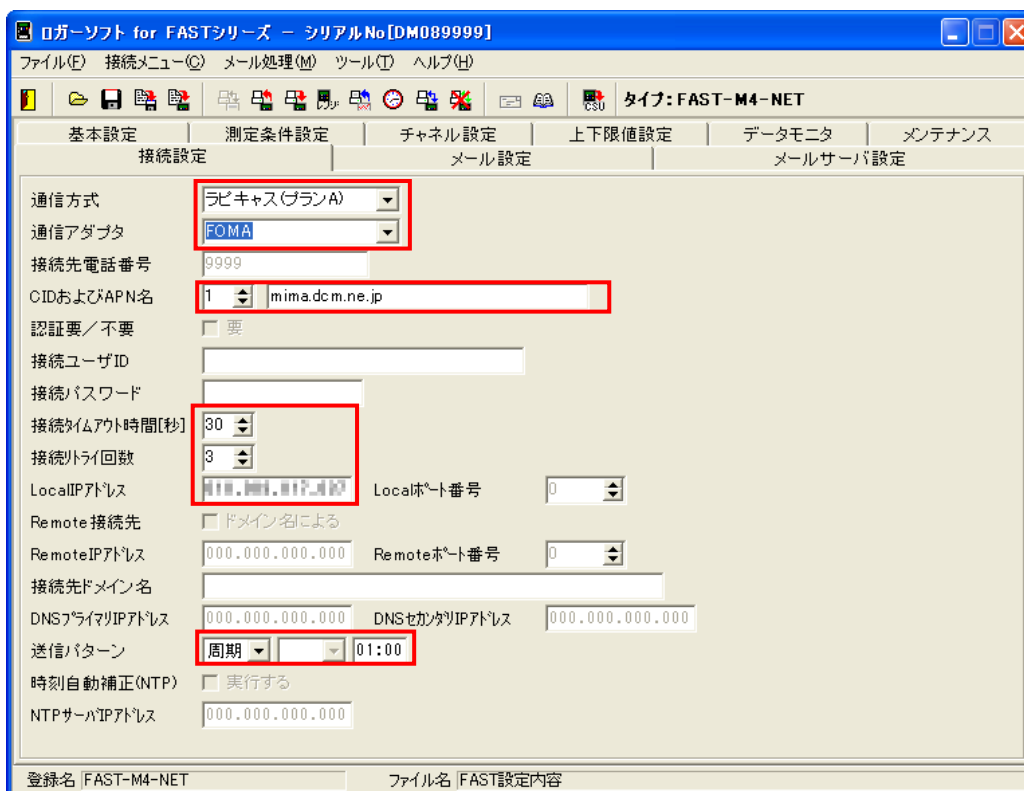 ロガーソフト for FASTシリーズ － シリアルNo[DM089999]
ファイル(F) 接続メニュー(C) メール処理(M) ツール(T) ヘルプ(H)
CSU タイプ:FAST-M4-NET
基本設定 測定条件設定 チャネル設定 上下限値設定 データモニタ メンテナンス
接続設定 メール設定 メールサーバ設定
通信方式 ラピキャス(プランA)
通信アダプタ FOMA
接続先電話番号 9999
CIDおよびAPN名 1 mima.dcm.ne.jp
認証要／不要 要
接続ユーザID
接続パスワード
接続タイムアウト時間[秒] 30
接続リトライ回数 3
LocalIPアドレス Localポート番号 0
Remote接続先 ドメイン名による
RemoteIPアドレス 000.000.000.000 Remoteポート番号 0
接続先ドメイン名
DNSプライマリIPアドレス 000.000.000.000 DNSセカンダリIPアドレス 000.000.000.000
送信パターン 周期 01:00
時刻自動補正(NTP) 実行する
NTPサーバIPアドレス 000.000.000.000
登録名 FAST-M4-NET ファイル名 FAST設定内容